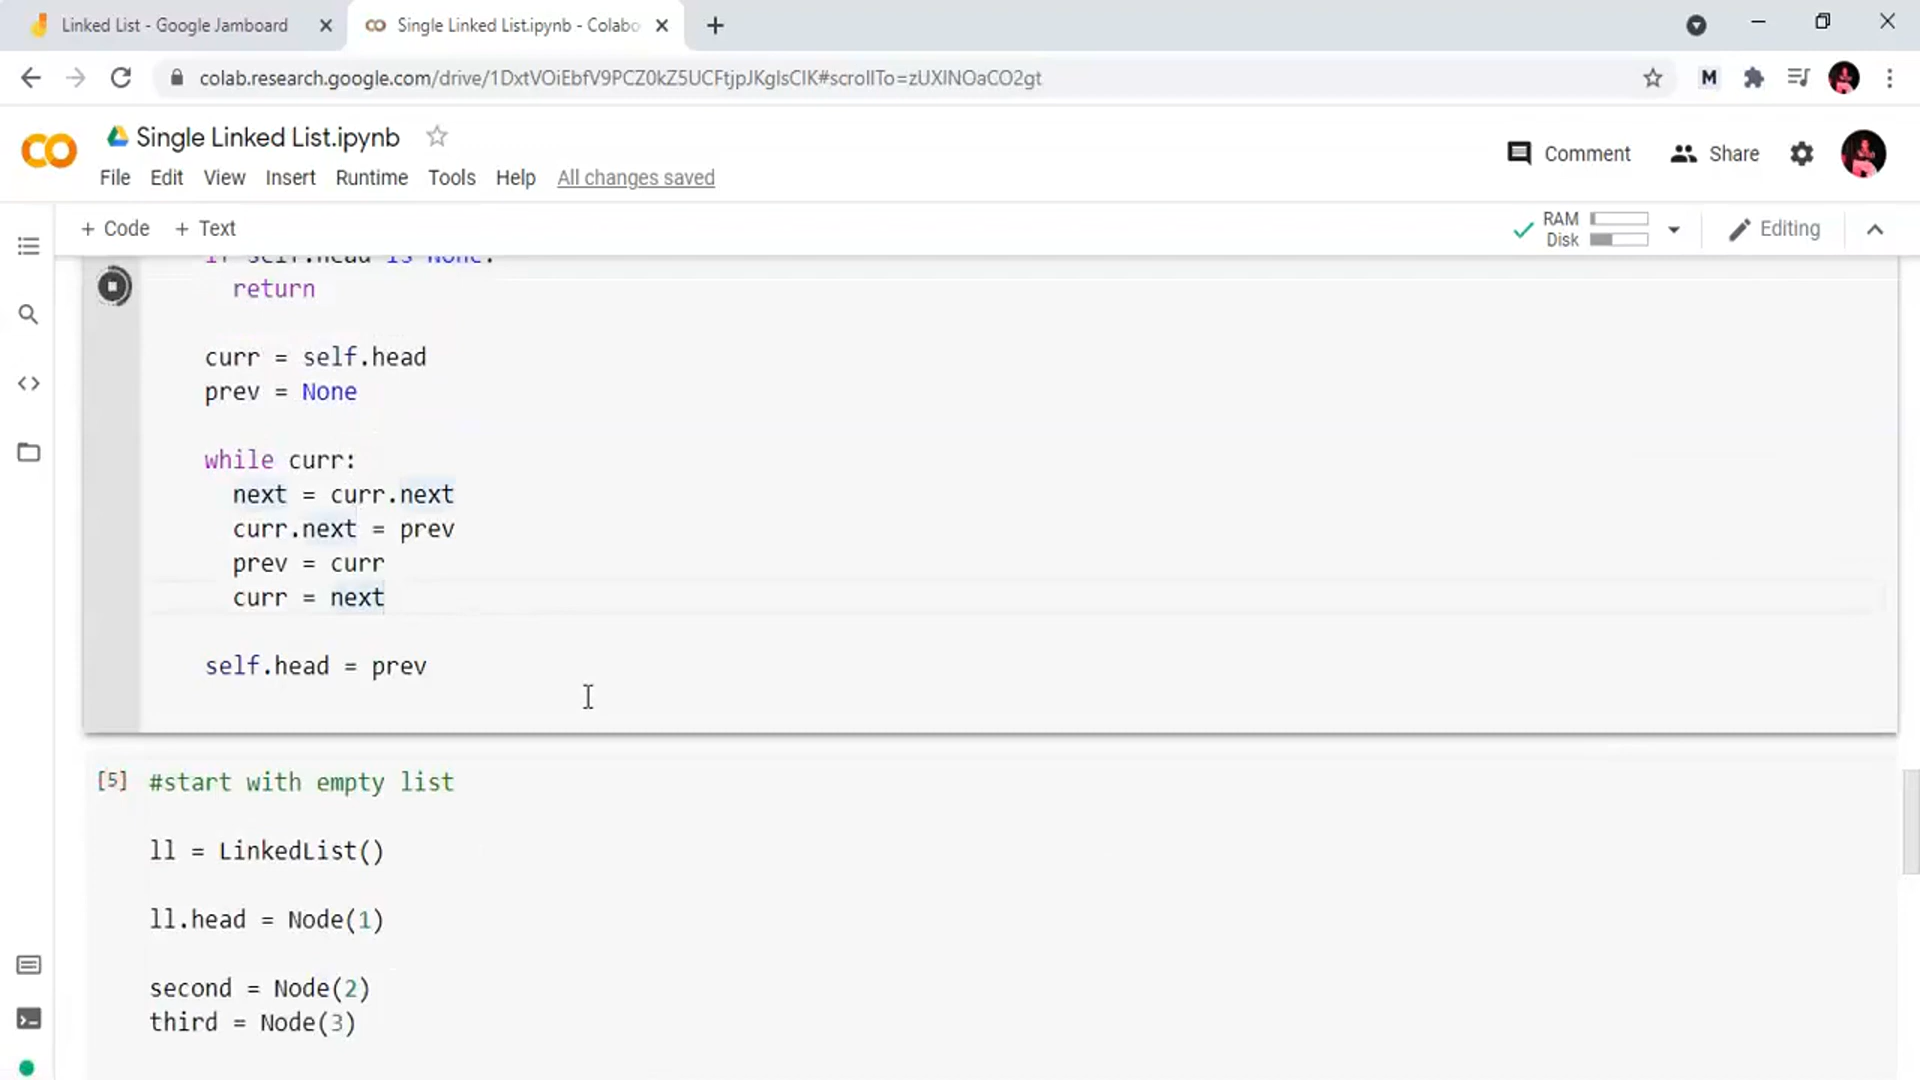 Linked List - Google Jamboard
Single Linked List.ipynb - Colabo
colab.research.google.com/drive/1DxtVOiEbfV9PCZ0kZ5UCFtjpJKgIsCIK#scrollTo=zUXINOaCO2gt
M
Single Linked List.ipynb
Comment Share
File Edit View Insert Runtime Tools Help All changes saved
+ Code + Text
RAM
Disk
Editing
if self.head is None:
return
curr = self.head
prev = None
while curr:
next = curr.next
curr.next = prev
prev = curr
curr = next
self.head = prev
[5] #start with empty list
ll = LinkedList()
ll.head = Node(1)
second = Node(2)
third = Node(3)